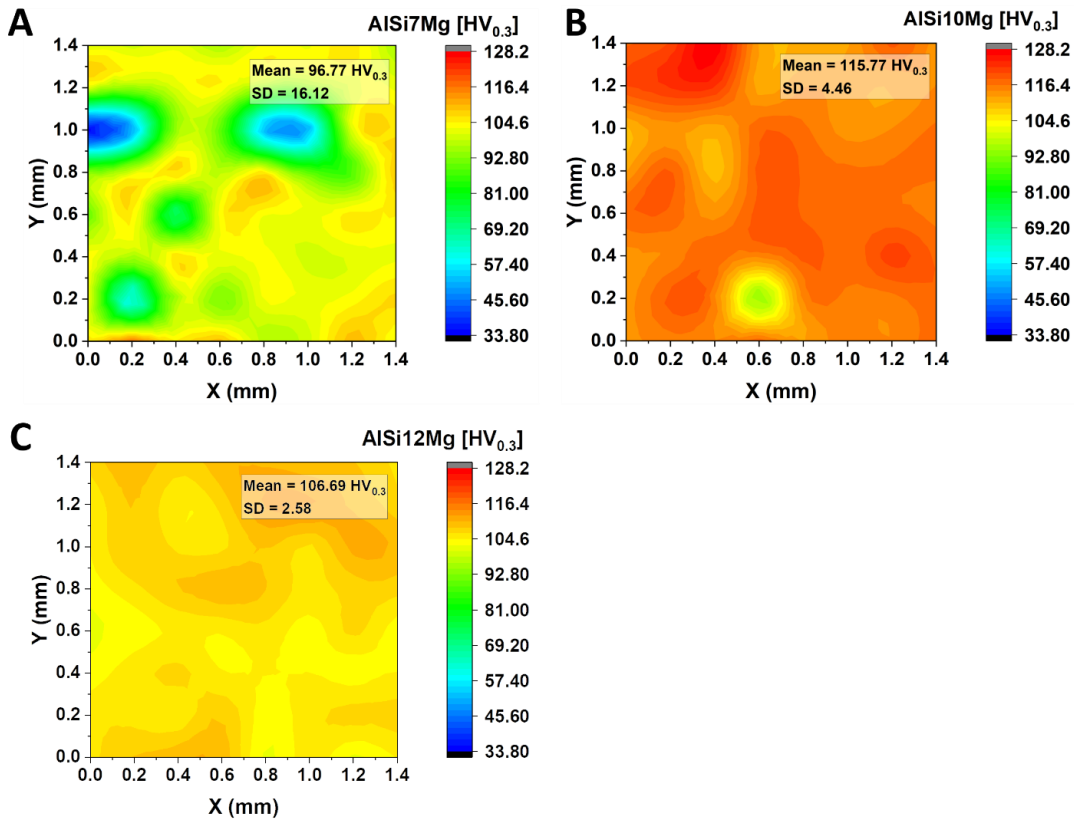 A
AlSi7Mg [HV0.3]
1.4
1.2
1.0
0.8
0.6
0.4
0.2
0.0
Y (mm)
Mean = 96.77 HV0.3
SD = 16.12
0.0 0.2 0.4 0.6 0.8 1.0 1.2 1.4
X (mm)
128.2
116.4
104.6
92.80
81.00
69.20
57.40
45.60
33.80
B
AlSi10Mg [HV0.3]
1.4
1.2
1.0
0.8
0.6
0.4
0.2
0.0
Y (mm)
Mean = 115.77 HV0.3
SD = 4.46
0.0 0.2 0.4 0.6 0.8 1.0 1.2 1.4
X (mm)
128.2
116.4
104.6
92.80
81.00
69.20
57.40
45.60
33.80
C
AlSi12Mg [HV0.3]
1.4
1.2
1.0
0.8
0.6
0.4
0.2
0.0
Y (mm)
Mean = 106.69 HV0.3
SD = 2.58
0.0 0.2 0.4 0.6 0.8 1.0 1.2 1.4
X (mm)
128.2
116.4
104.6
92.80
81.00
69.20
57.40
45.60
33.80